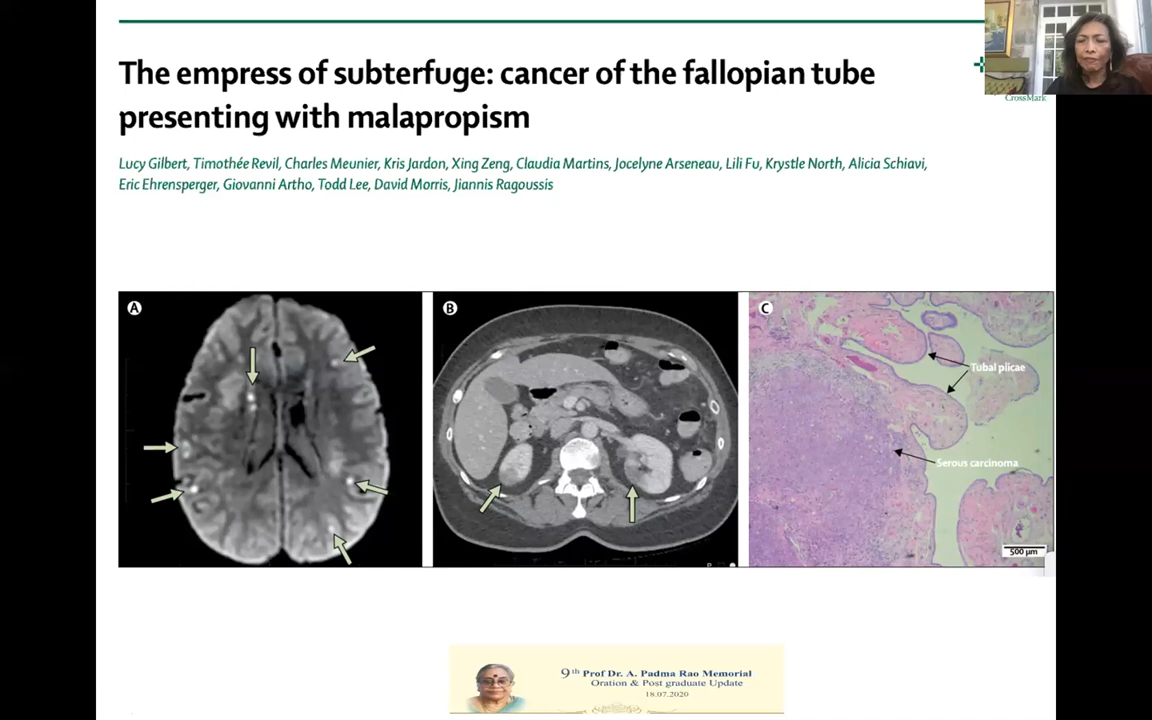 The empress of subterfuge: cancer of the fallopian tube
presenting with malapropism
CrossMark
Lucy Gilbert, Timothée Revil, Charles Meunier, Kris Jardon, Xing Zeng, Claudia Martins, Jocelyne Arseneau, Lili Fu, Krystle North, Alicia Schiavi,
Eric Ehrensperger, Giovanni Artho, Todd Lee, David Morris, Jiannis Ragoussis
A
B
C
Tubal plicae
Serous carcinoma
500 µm
9th Prof Dr. A. Padma Rao Memorial
Oration & Post graduate Update
18.07.2020